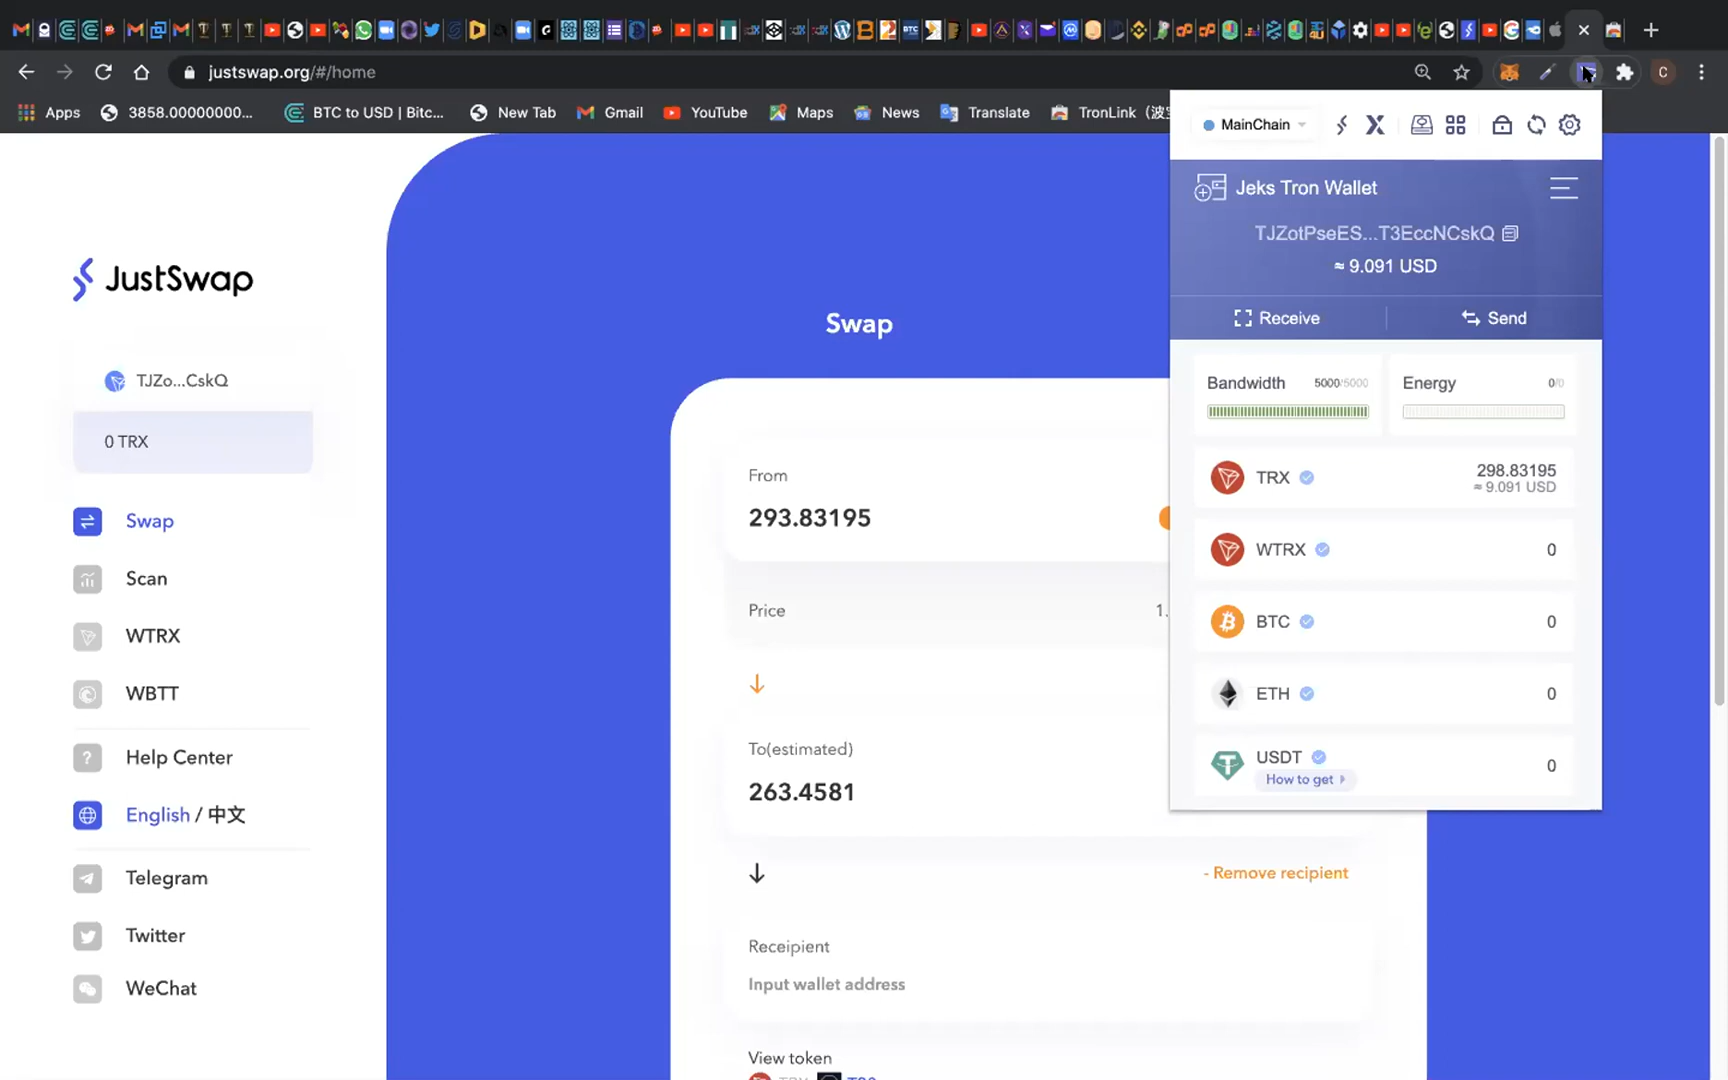 justswap.org/#/home
C
Apps
3858.00000000...
BTC to USD | Bitc...
New Tab
Gmail
YouTube
Maps
News
Translate
TronLink (波
MainChain
Jeks Tron Wallet
TJZotPseES...T3EccNCskQ
≈ 9.091 USD
Receive
Send
Bandwidth 5000/5000
Energy 0/0
TRX 298.83195
≈ 9.091 USD
WTRX 0
BTC 0
ETH 0
USDT 0
How to get
JustSwap
TJZo...CskQ
0 TRX
Swap
Scan
WTRX
WBTT
Help Center
English / 中文
Telegram
Twitter
WeChat
Swap
From
293.83195
Price 1.
To(estimated)
263.4581
- Remove recipient
Receipient
Input wallet address
View token